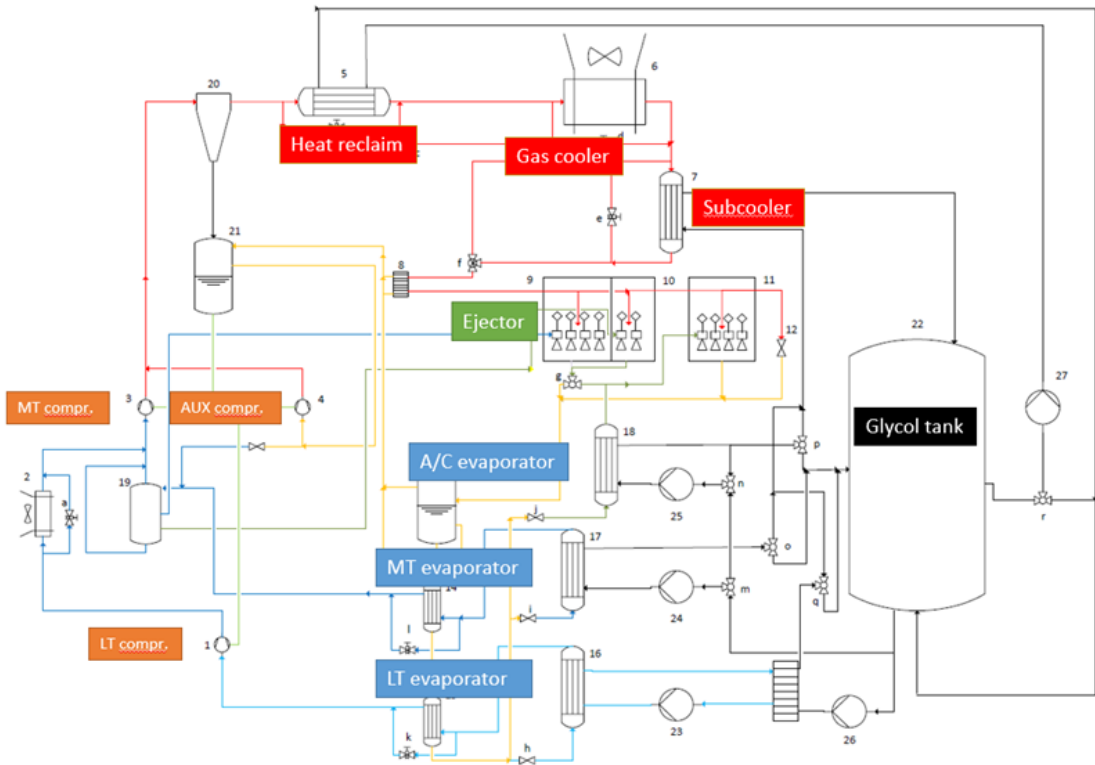 20
5
6
Heat reclaim
Gas cooler
7
Subcooler
e
21
f
8
9
10
11
Ejector
12
22
g
27
MT compr.
3
AUX compr.
4
18
Glycol tank
p
A/C evaporator
2
a
19
n
j
25
r
17
o
MT evaporator
14
m
q
i
24
l
LT compr.
1
16
LT evaporator
k
h
23
26